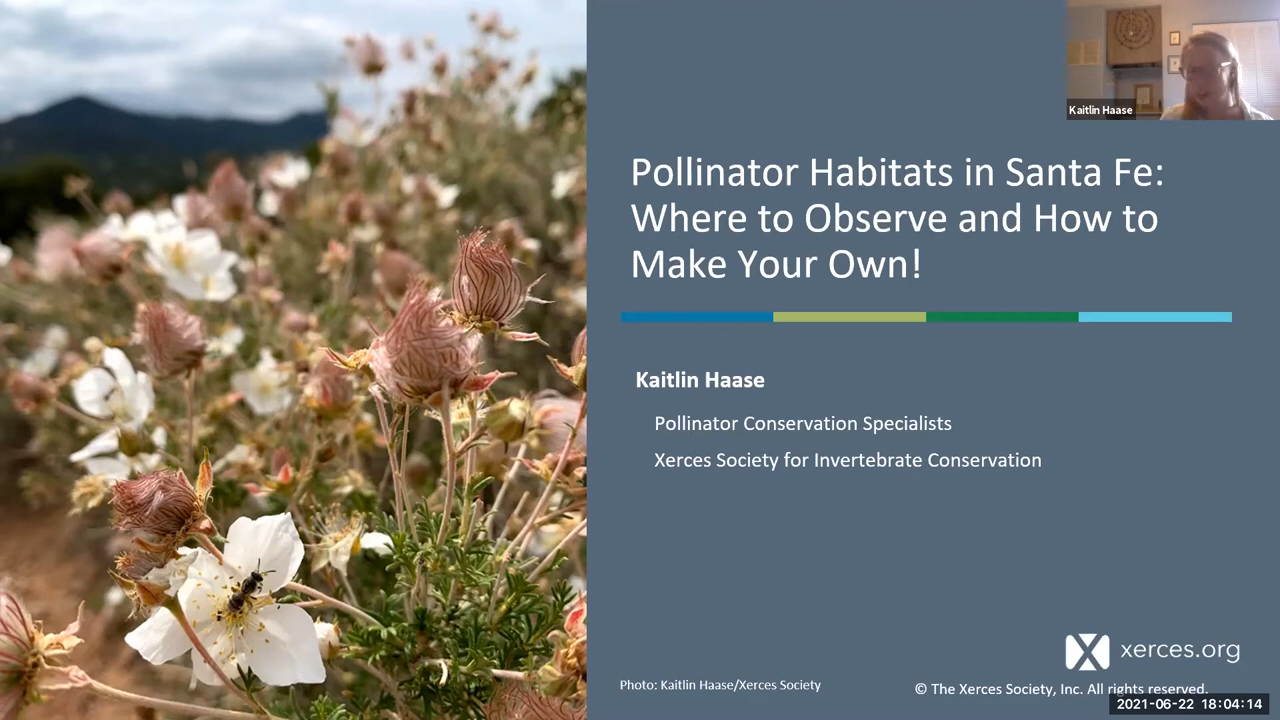 Kaitlin Haase
Pollinator Habitats in Santa Fe:
Where to Observe and How to
Make Your Own!
Kaitlin Haase
Pollinator Conservation Specialists
Xerces Society for Invertebrate Conservation
xerces.org
Photo: Kaitlin Haase/Xerces Society
© The Xerces Society, Inc. All rights reserved.
2021-06-22 18:04:14